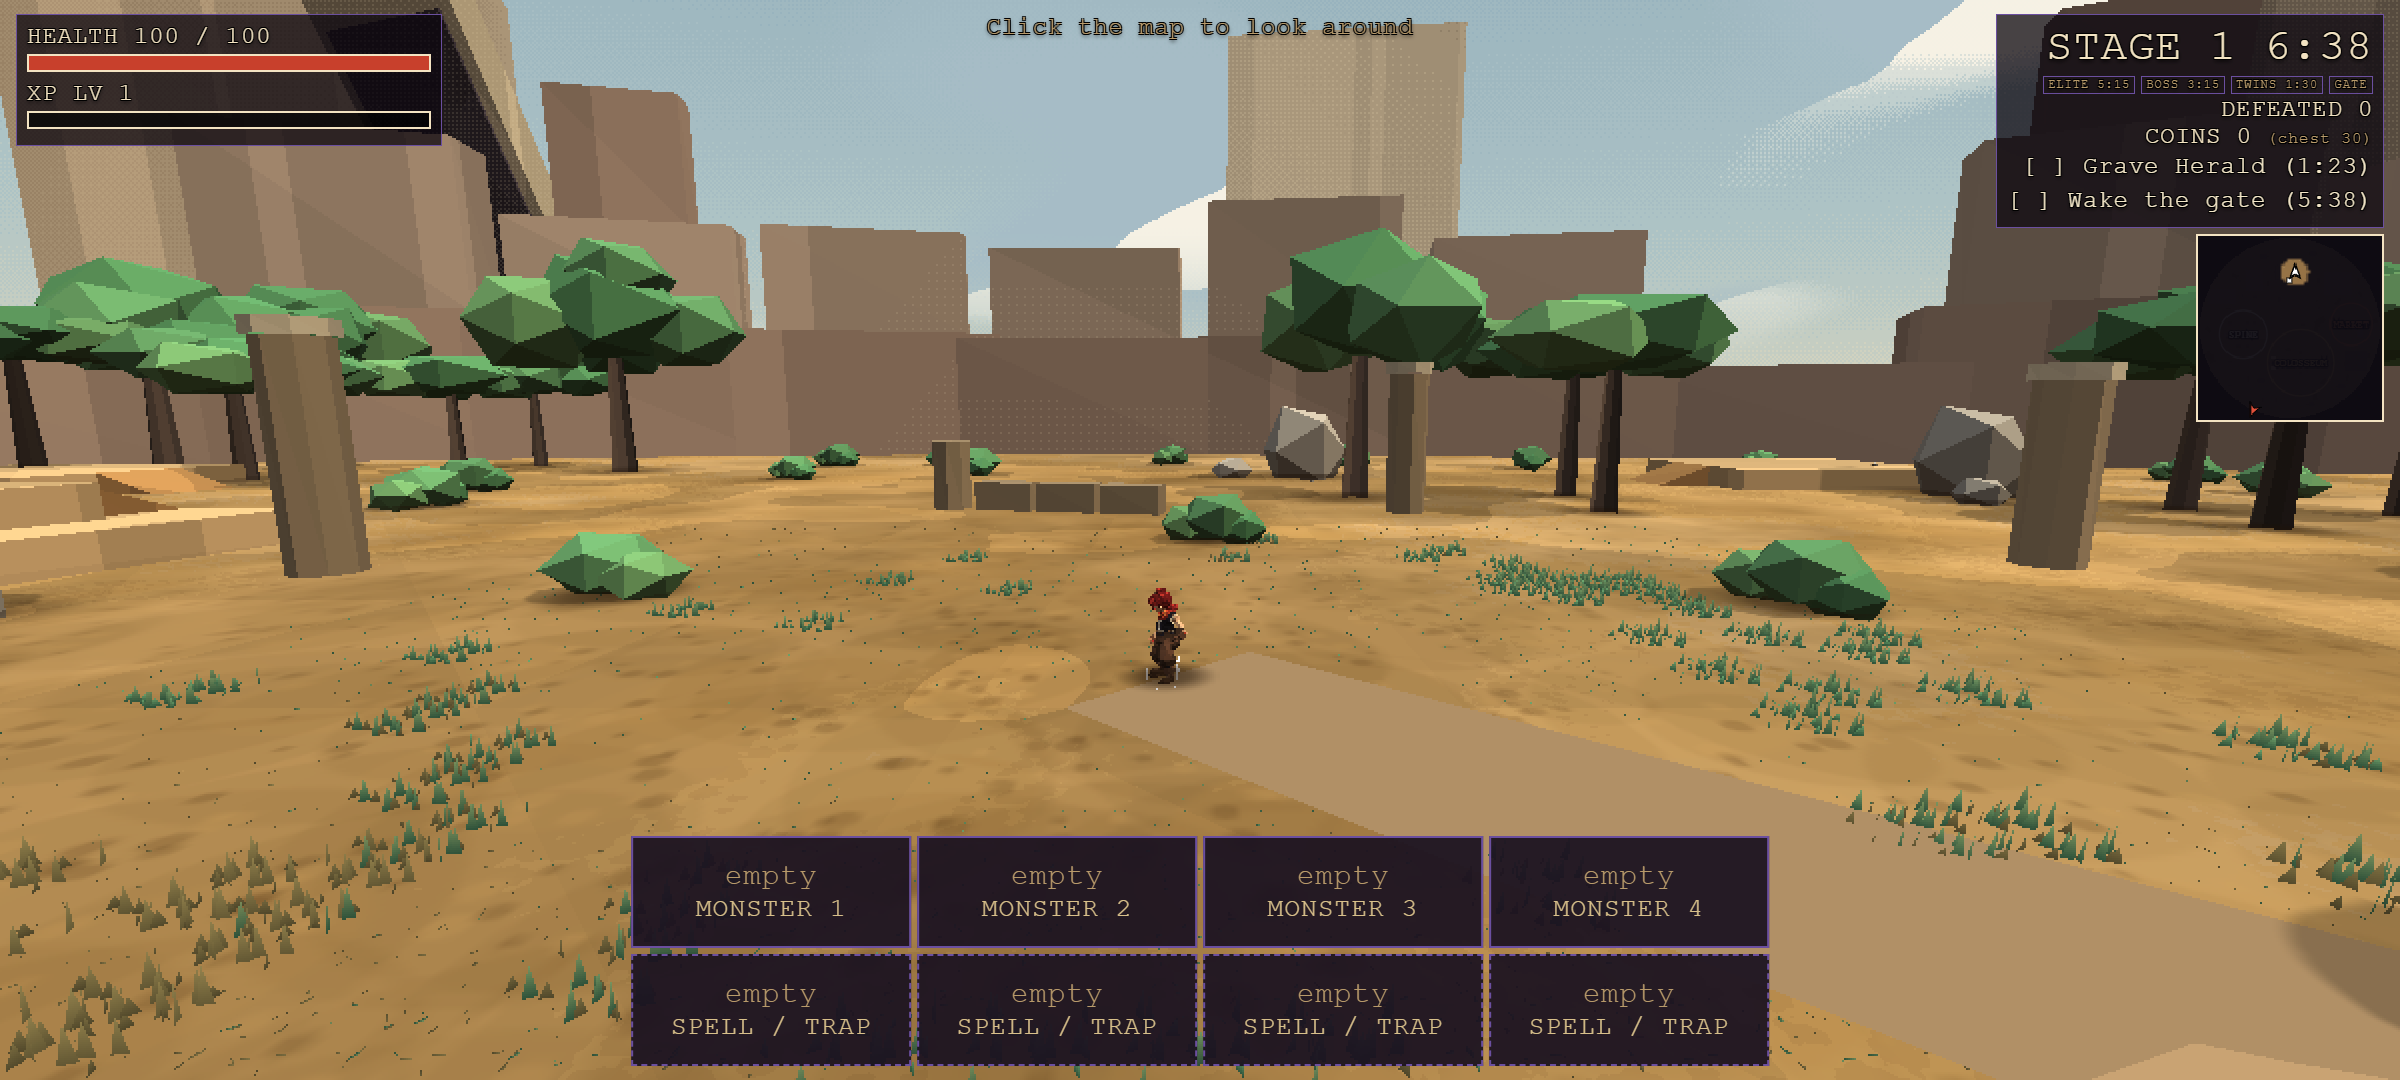 HEALTH 100 / 100
XP LV 1
Click the map to look around
STAGE 1 6:38
ELITE 5:15 BOSS 3:15 TWINS 1:30 GATE
DEFEATED 0
COINS 0 (chest 30)
[ ] Grave Herald (1:23)
[ ] Wake the gate (5:38)
empty
MONSTER 1
empty
MONSTER 2
empty
MONSTER 3
empty
MONSTER 4
empty
SPELL / TRAP
empty
SPELL / TRAP
empty
SPELL / TRAP
empty
SPELL / TRAP